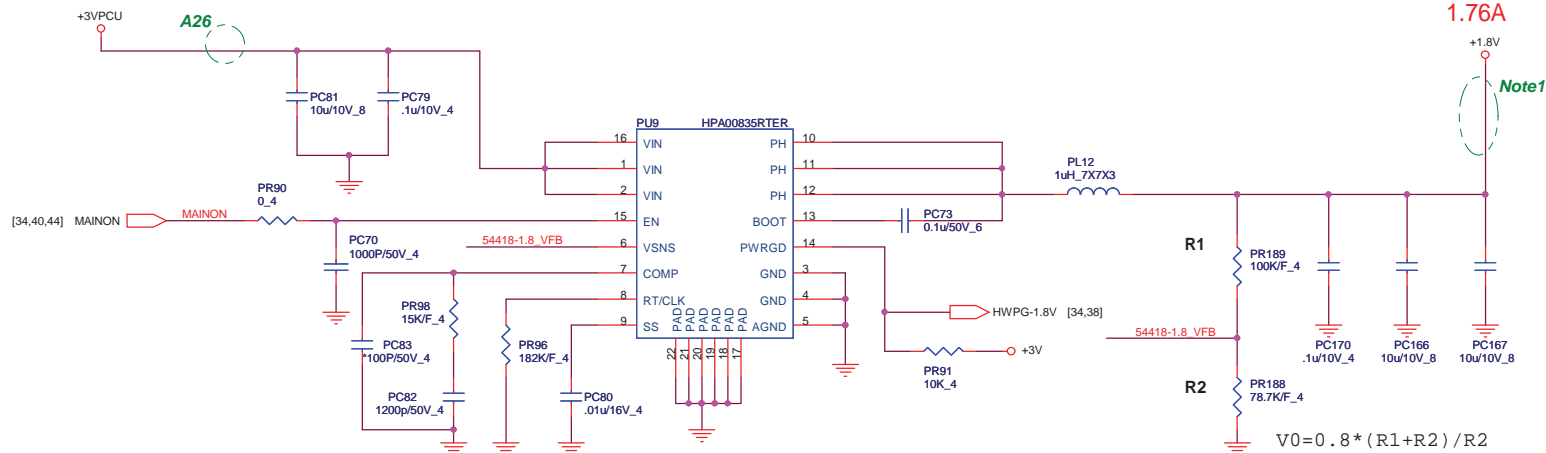 1.76A
+3VPCU
A26
+1.8V
Note1
PC81
10u/10V_8
PC79
.1u/10V_4
PU9
HPA00835RTER
16
VIN
1
VIN
2
VIN
15
EN
6
VSNS
7
COMP
8
RT/CLK
9
SS
PAD
PAD
PAD
PAD
PAD
PAD
22
21
20
19
18
17
PH
10
PH
11
PH
12
BOOT
13
PWRGD
14
GND
3
GND
4
AGND
5
PL12
1uH_7X7X3
PC73
0.1u/50V_6
PR90
0_4
[34,40,44]
MAINON
MAINON
PC70
1000P/50V_4
54418-1.8_VFB
PR98
15K/F_4
PC83
*100P/50V_4
PC82
1200p/50V_4
PR96
182K/F_4
PC80
.01u/16V_4
HWPG-1.8V
[34,38]
+3V
PR91
10K_4
R1
PR189
100K/F_4
54418-1.8_VFB
R2
PR188
78.7K/F_4
PC170
.1u/10V_4
PC166
10u/10V_8
PC167
10u/10V_8
V0=0.8*(R1+R2)/R2